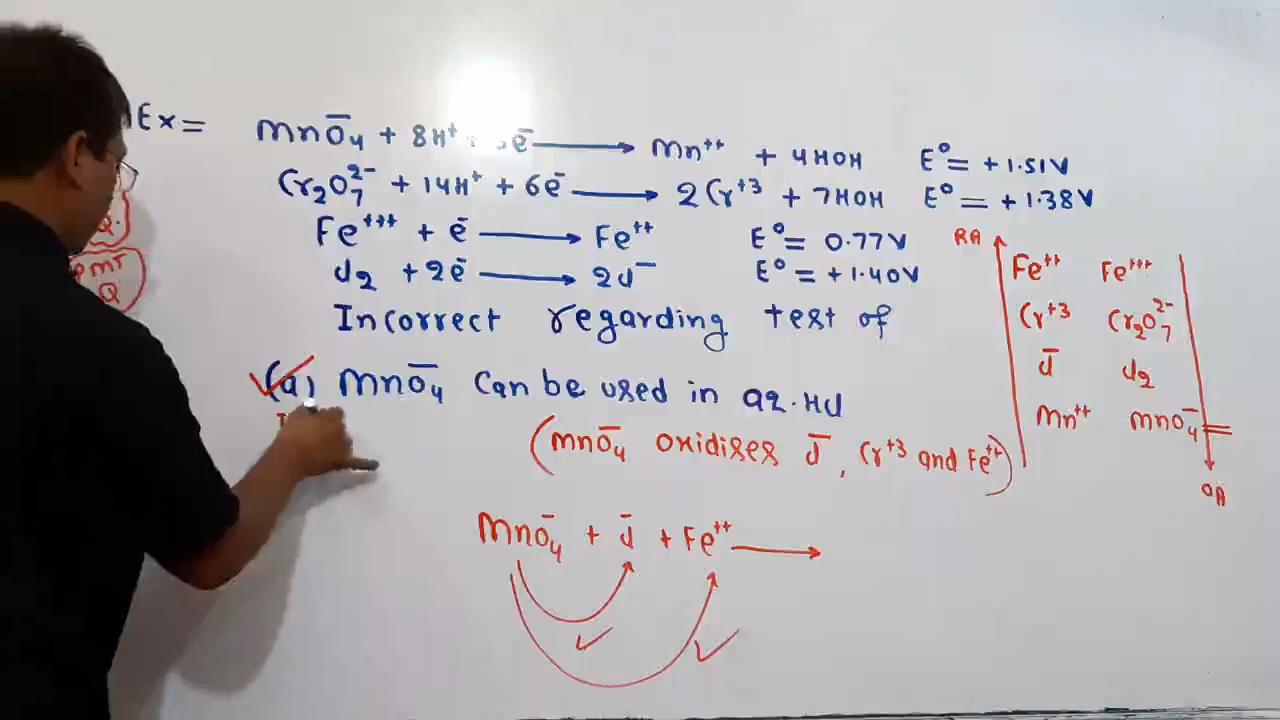 Ex =
MnO₄⁻ + 8H⁺ e⁻ ⟶ Mn⁺⁺ + 4HOH E° = +1.51V
Cr₂O₇²⁻ + 14H⁺ + 6e⁻ ⟶ 2Cr⁺³ + 7HOH E° = +1.38V
Fe⁺⁺⁺ + e⁻ ⟶ Fe⁺⁺ E° = 0.77V
Cl₂ + 2e⁻ ⟶ 2Cl⁻ E° = +1.40V
Incorrect regarding test of
(a) MnO₄⁻ can be used in aq. HCl
(MnO₄⁻ oxidises Cl⁻, Cr⁺³ and Fe⁺⁺)
MnO₄⁻ + Cl⁻ + Fe⁺⁺ ⟶
RA
Fe⁺⁺ Fe⁺⁺⁺
Cr⁺³ Cr₂O₇²⁻
Cl⁻ Cl₂
Mn⁺⁺ MnO₄⁻
OA
Q.
PMT
Q